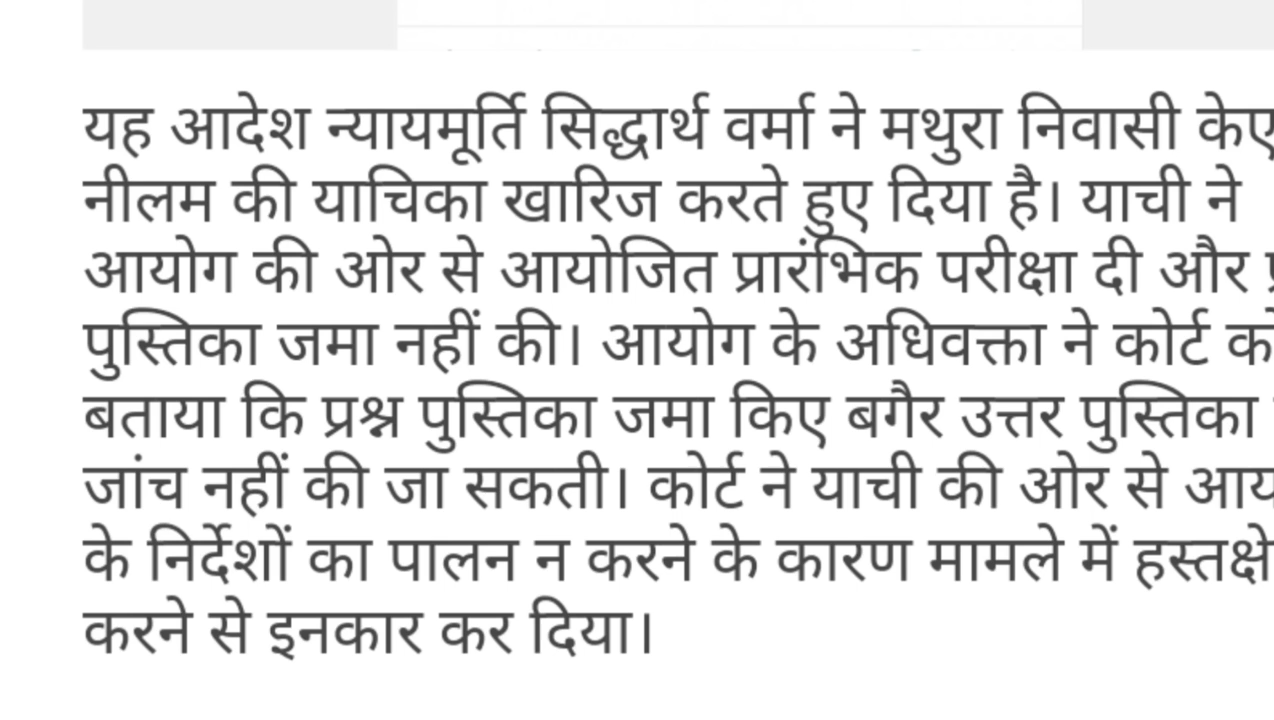 यह आदेश न्यायमूर्ति सिद्धार्थ वर्मा ने मथुरा निवासी केए
नीलम की याचिका खारिज करते हुए दिया है। याची ने
आयोग की ओर से आयोजित प्रारंभिक परीक्षा दी और
पुस्तिका जमा नहीं की। आयोग के अधिवक्ता ने कोर्ट को
बताया कि प्रश्न पुस्तिका जमा किए बगैर उत्तर पुस्तिका
जांच नहीं की जा सकती। कोर्ट ने याची की ओर से
के निर्देशों का पालन न करने के कारण मामले में
करने से इनकार कर दिया।